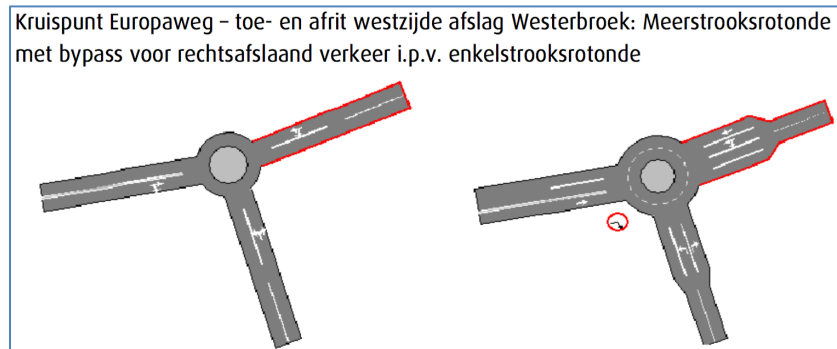 Kruispunt Europaweg – toe- en afrit westzijde afslag Westerbroek: Meerstrooksrotonde
met bypass voor rechtsafslaand verkeer i.p.v. enkelstrooksrotonde